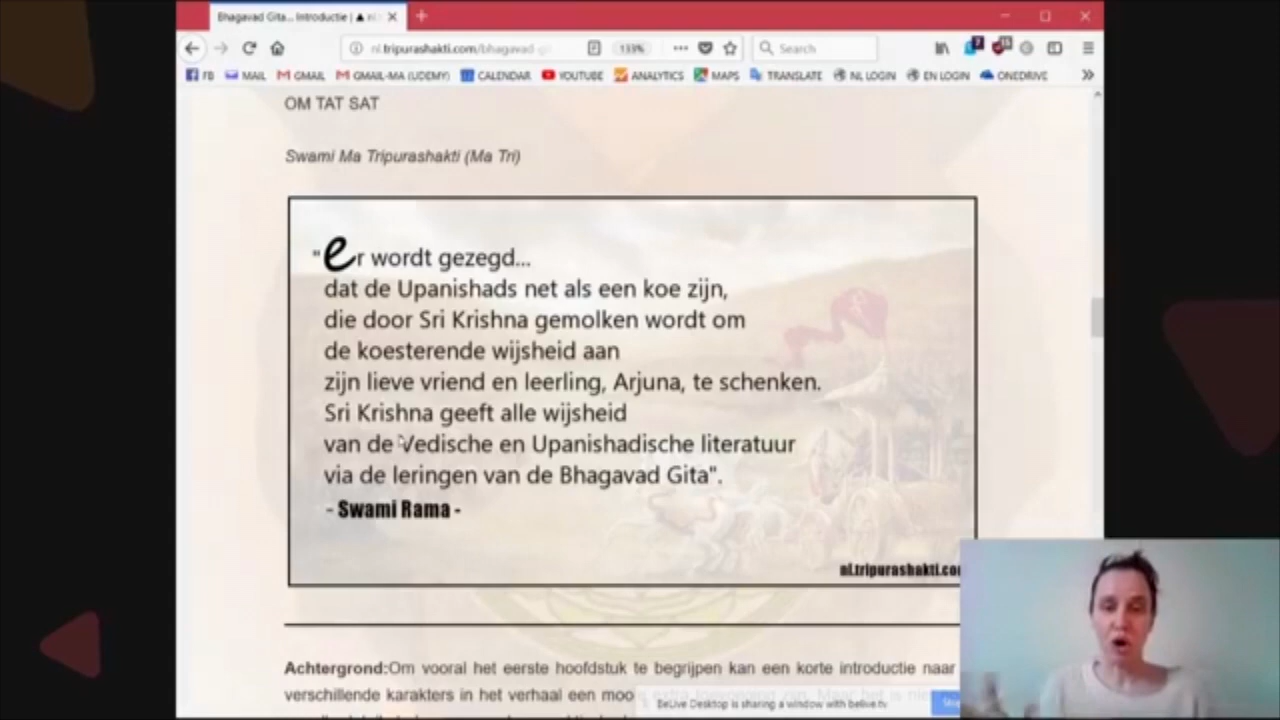 Bhagavad Gita... Introductie | ▲
nl.tripurashakti.com/bhagavad-g
133%
Search
FB MAIL GMAIL GMAIL-MA (UDEMY) CALENDAR YOUTUBE ANALYTICS MAPS TRANSLATE NL LOGIN EN LOGIN ONEDRIVE
OM TAT SAT
Swami Ma Tripurashakti (Ma Tri)
"er wordt gezegd...
dat de Upanishads net als een koe zijn,
die door Sri Krishna gemolken wordt om
de koesterende wijsheid aan
zijn lieve vriend en leerling, Arjuna, te schenken.
Sri Krishna geeft alle wijsheid
van de Vedische en Upanishadische literatuur
via de leringen van de Bhagavad Gita".
- Swami Rama -
nl.tripurashakti.co
Achtergrond:Om vooral het eerste hoofdstuk te begrijpen kan een korte introductie naar
verschillende karakters in het verhaal een moo
BeLive Desktop is sharing a window with belive.tv